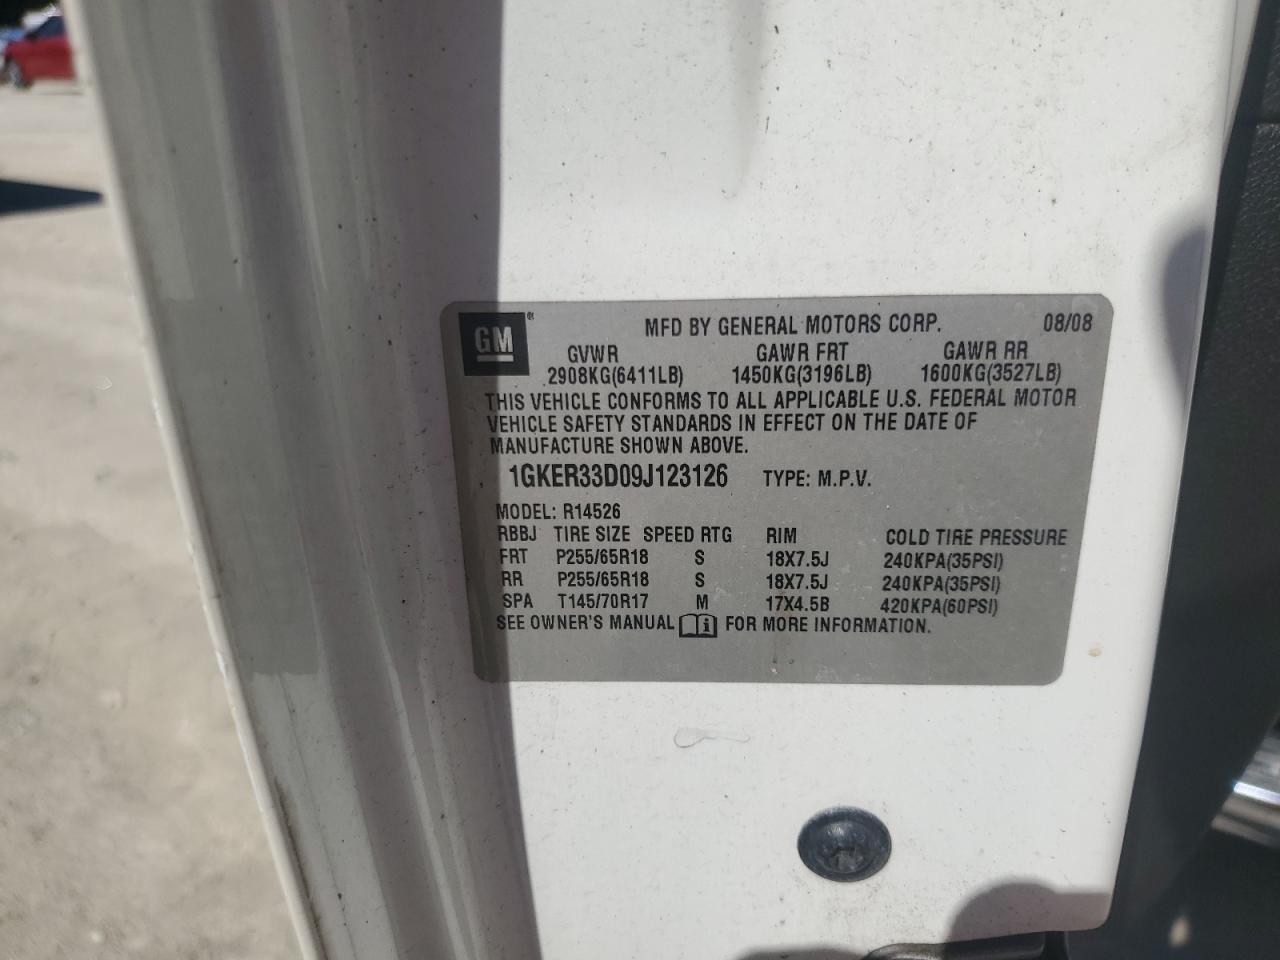 GM®
MFD BY GENERAL MOTORS CORP. 08/08
GVWR GAWR FRT GAWR RR
2908KG(6411LB) 1450KG(3196LB) 1600KG(3527LB)
THIS VEHICLE CONFORMS TO ALL APPLICABLE U.S. FEDERAL MOTOR
VEHICLE SAFETY STANDARDS IN EFFECT ON THE DATE OF
MANUFACTURE SHOWN ABOVE.
1GKER33D09J123126 TYPE: M.P.V.
MODEL: R14526
RBBJ TIRE SIZE SPEED RTG RIM COLD TIRE PRESSURE
FRT P255/65R18 S 18X7.5J 240KPA(35PSI)
RR P255/65R18 S 18X7.5J 240KPA(35PSI)
SPA T145/70R17 M 17X4.5B 420KPA(60PSI)
SEE OWNER'S MANUAL i FOR MORE INFORMATION.